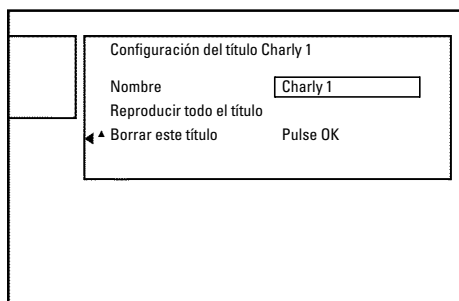 Configuración del título Charly 1
Nombre Charly 1
Reproducir todo el título
Borrar este título Pulse OK